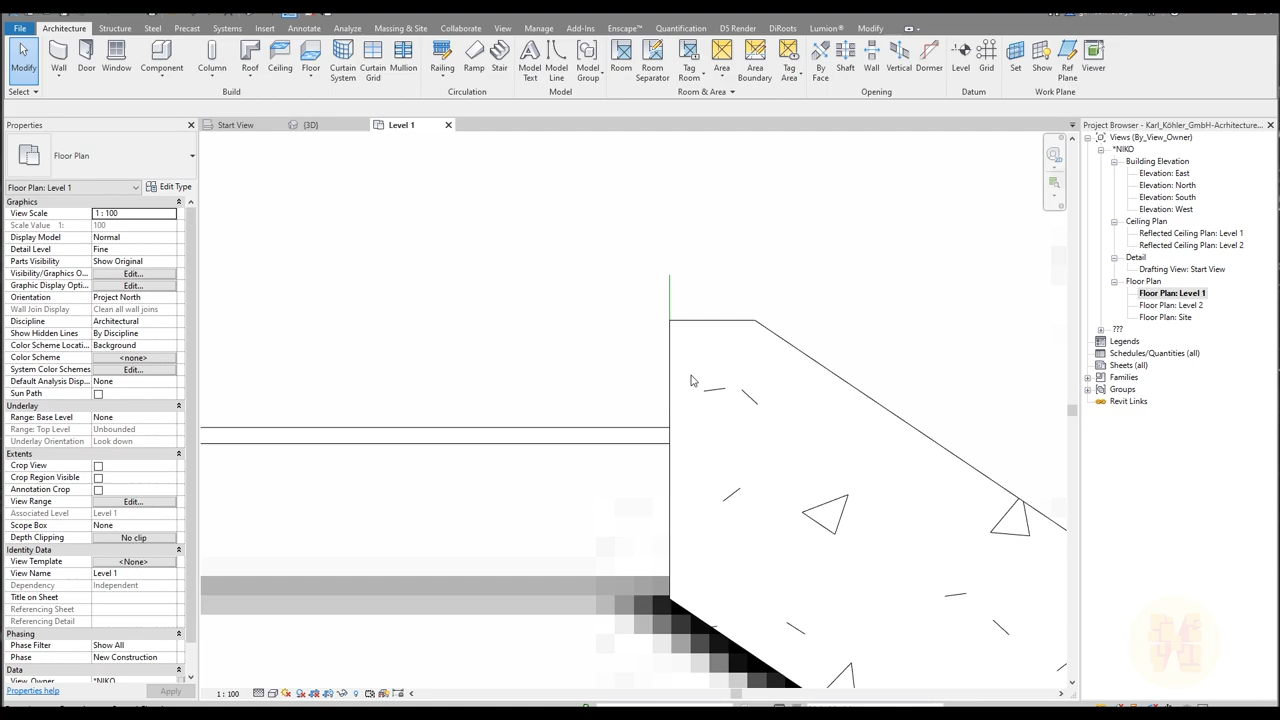 File Architecture Structure Steel Precast Systems Insert Annotate Analyze Massing & Site Collaborate View Manage Add-Ins Enscape™ Quantification D5 Render DiRoots Lumion® Modify
Modify Wall Door Window Component Column Roof Ceiling Floor Curtain System Curtain Grid Mullion Railing Ramp Stair Model Text Model Line Model Group Room Room Separator Tag Room Area Area Boundary Tag Area By Face Shaft Wall Vertical Dormer Level Grid Set Show Ref Plane Viewer
Select Build Circulation Model Room & Area Opening Datum Work Plane
Properties Start View {3D} Level 1 Project Browser - Karl_Köhler_GmbH-Acrhitecture...
Floor Plan
Floor Plan: Level 1 Edit Type
Graphics
View Scale 1 : 100
Scale Value 1: 100
Display Model Normal
Detail Level Fine
Parts Visibility Show Original
Visibility/Graphics O... Edit...
Graphic Display Opti... Edit...
Orientation Project North
Wall Join Display Clean all wall joins
Discipline Architectural
Show Hidden Lines By Discipline
Color Scheme Locati... Background
Color Scheme <none>
System Color Schemes Edit...
Default Analysis Disp... None
Sun Path
Underlay
Range: Base Level None
Range: Top Level Unbounded
Underlay Orientation Look down
Extents
Crop View
Crop Region Visible
Annotation Crop
View Range Edit...
Associated Level Level 1
Scope Box None
Depth Clipping No clip
Identity Data
View Template <None>
View Name Level 1
Dependency Independent
Title on Sheet
Referencing Sheet
Referencing Detail
Phasing
Phase Filter Show All
Phase New Construction
Data
View_Owner *NIKO
Properties help Apply
1 : 100
Views (By_View_Owner)
*NIKO
Building Elevation
Elevation: East
Elevation: North
Elevation: South
Elevation: West
Ceiling Plan
Reflected Ceiling Plan: Level 1
Reflected Ceiling Plan: Level 2
Detail
Drafting View: Start View
Floor Plan
Floor Plan: Level 1
Floor Plan: Level 2
Floor Plan: Site
???
Legends
Schedules/Quantities (all)
Sheets (all)
Families
Groups
Revit Links